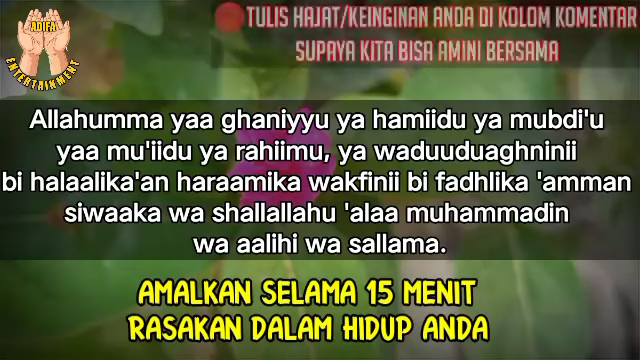 ADIFA
ENTERTAINMENT
TULIS HAJAT/KEINGINAN ANDA DI KOLOM KOMENTAR
SUPAYA KITA BISA AMINI BERSAMA
Allahumma yaa ghaniyyu ya hamiidu ya mubdi'u
yaa mu'iidu ya rahiimu, ya waduuduaghninii
bi halaalika'an haraamika wakfinii bi fadhlika 'amman
siwaaka wa shallallahu 'alaa muhammadin
wa aalihi wa sallama.
AMALKAN SELAMA 15 MENIT
RASAKAN DALAM HIDUP ANDA